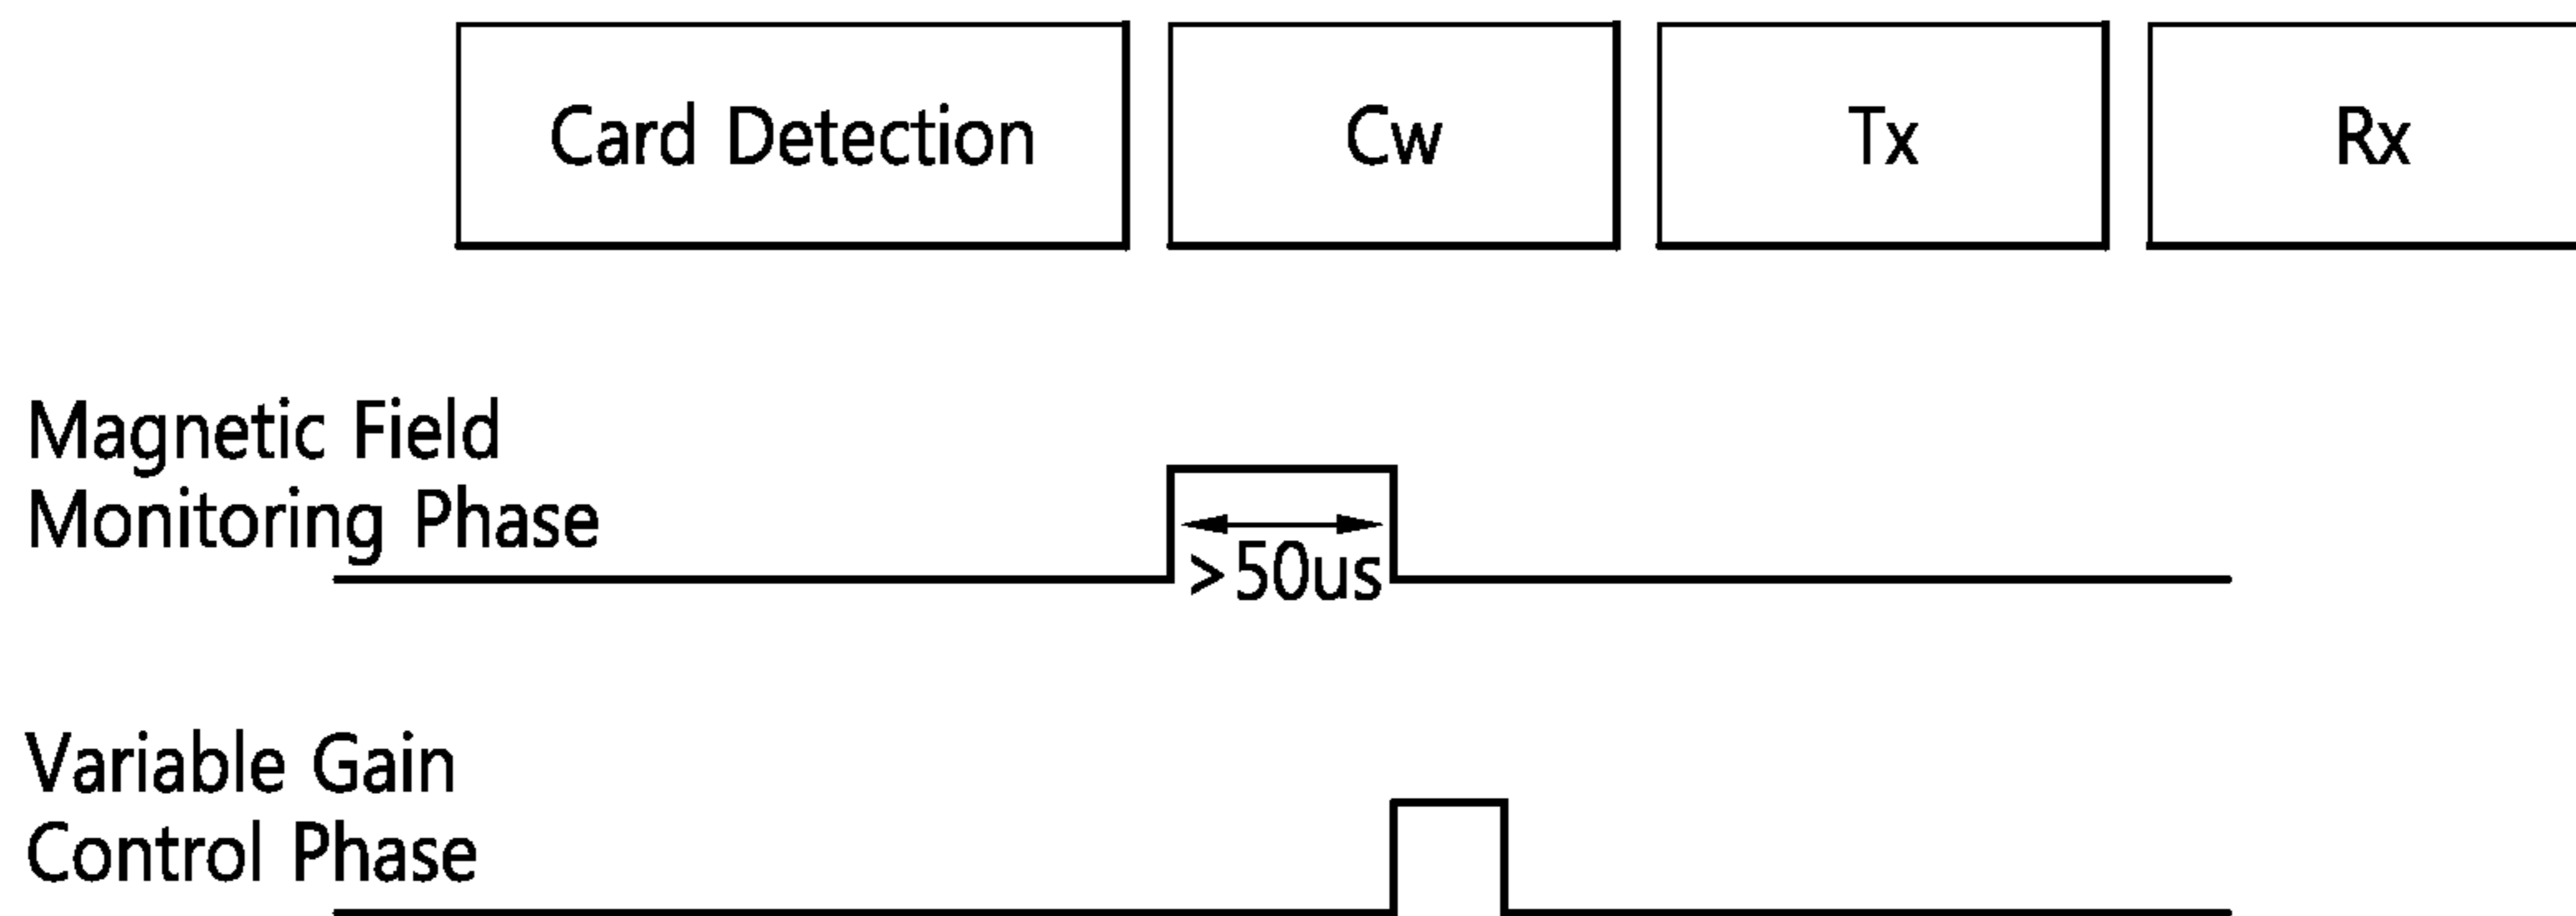 Card Detection
Cw
Tx
Rx
Magnetic Field
Monitoring Phase
>50us
Variable Gain
Control Phase